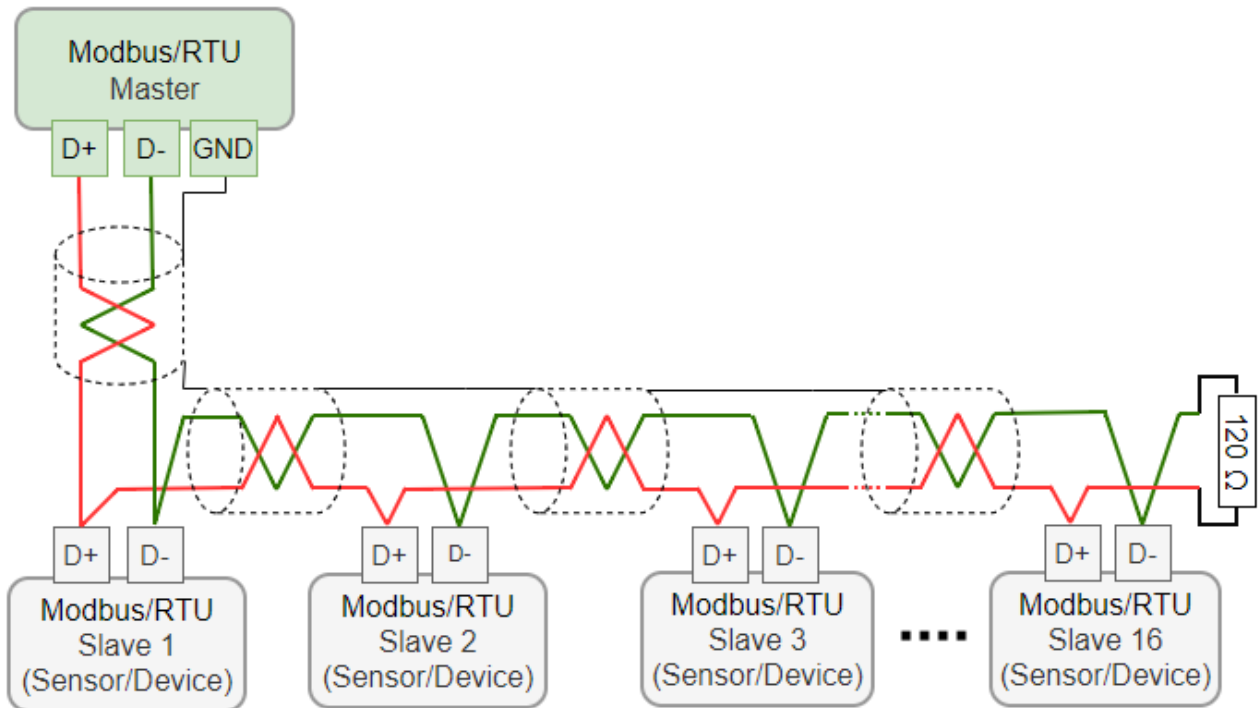 Modbus/RTU
Master
D+ D- GND
120 Ω
D+ D- D+ D- D+ D- D+ D-
Modbus/RTU
Slave 1
(Sensor/Device)
Modbus/RTU
Slave 2
(Sensor/Device)
Modbus/RTU
Slave 3
(Sensor/Device)
Modbus/RTU
Slave 16
(Sensor/Device)